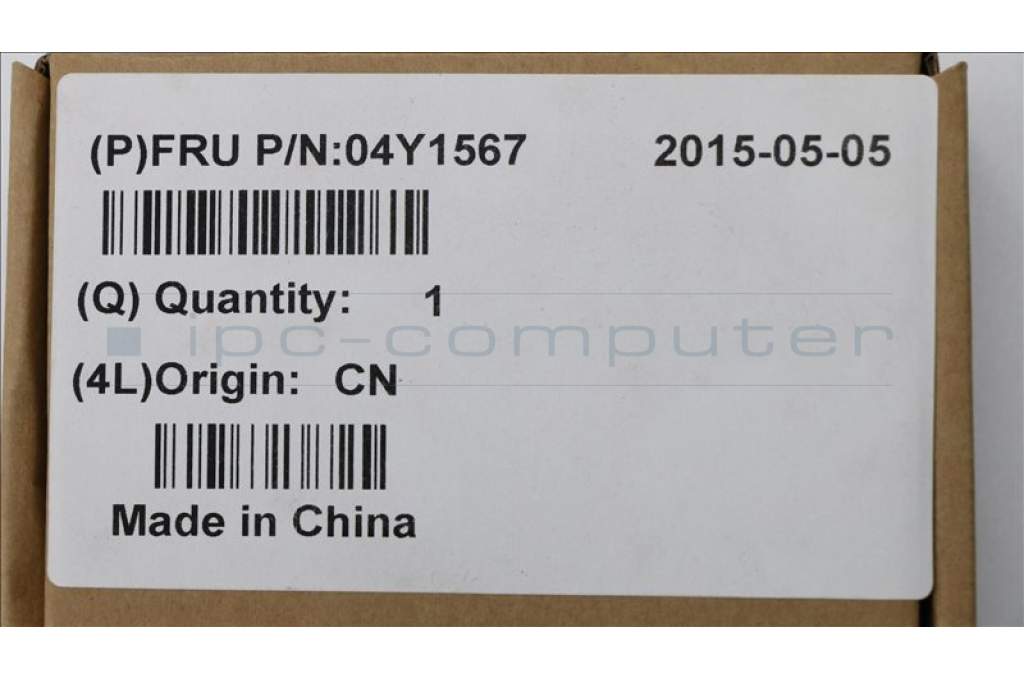 (P)FRU P/N:04Y1567 2015-05-05
(Q) Quantity: 1
ipc-computer
(4L)Origin: CN
Made in China